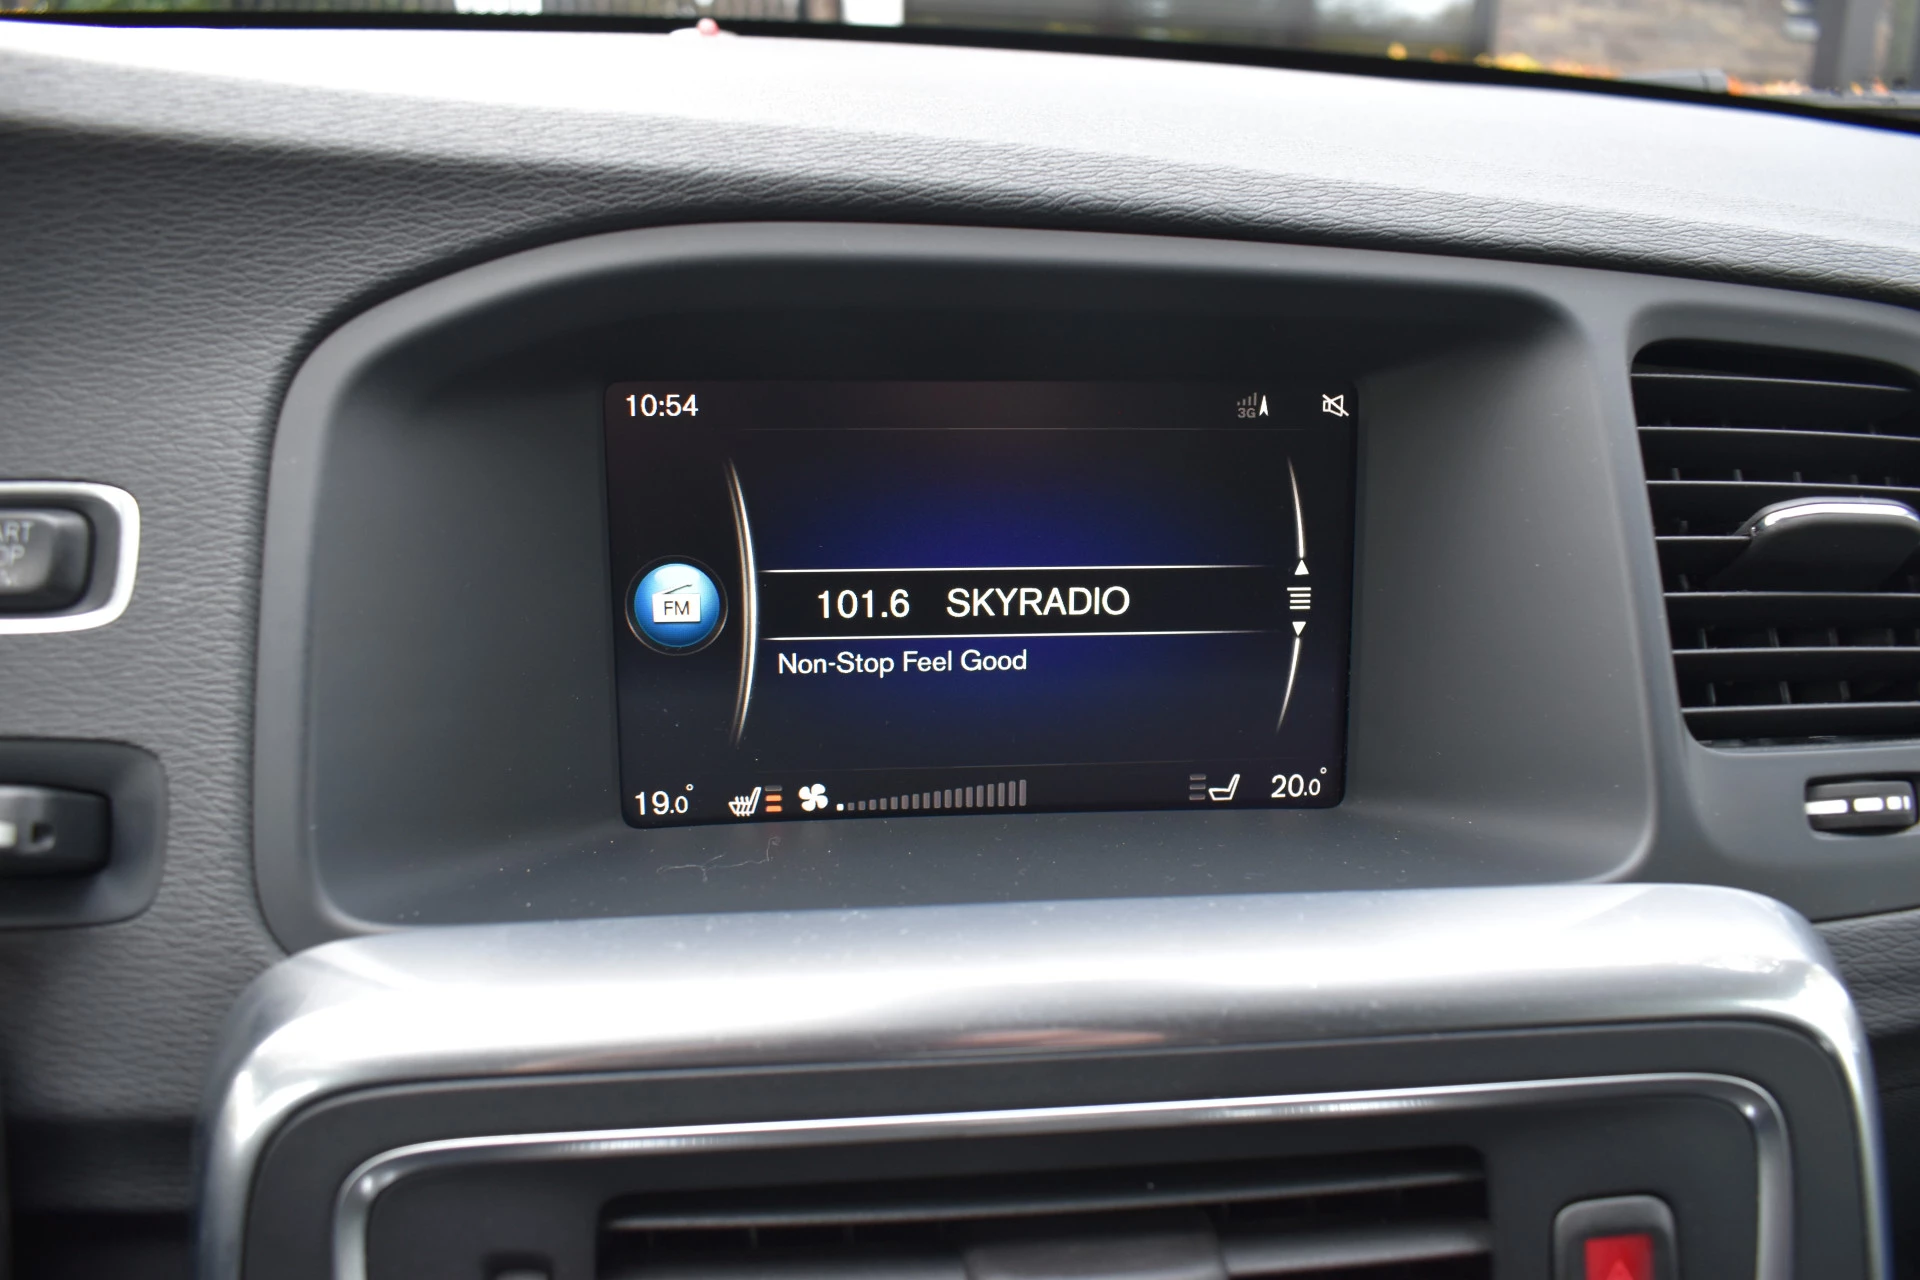 10:54
3G
101.6 SKYRADIO
FM
Non-Stop Feel Good
19.0° 20.0°